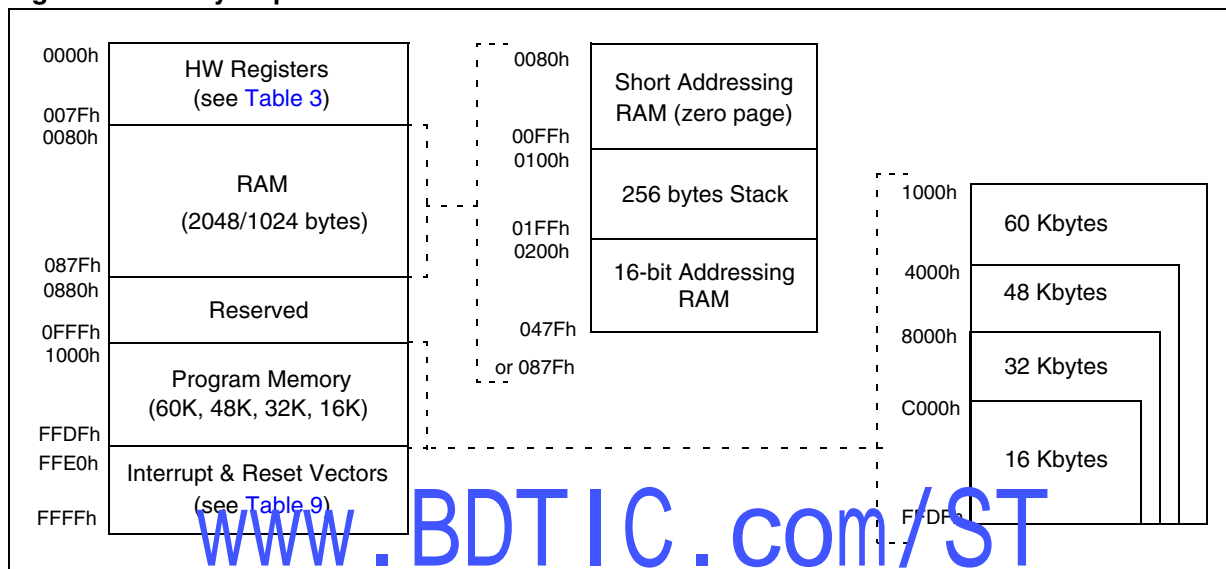 0000h
HW Registers
(see Table 3)
007Fh
0080h
RAM
(2048/1024 bytes)
087Fh
0880h
Reserved
0FFFh
1000h
Program Memory
(60K, 48K, 32K, 16K)
FFDFh
FFE0h
Interrupt & Reset Vectors
(see Table 9)
FFFFh
0080h
Short Addressing
RAM (zero page)
00FFh
0100h
256 bytes Stack
01FFh
0200h
16-bit Addressing
RAM
047Fh
or 087Fh
1000h
60 Kbytes
4000h
48 Kbytes
8000h
32 Kbytes
C000h
16 Kbytes
FFDFh
www.BDTIC.com/ST